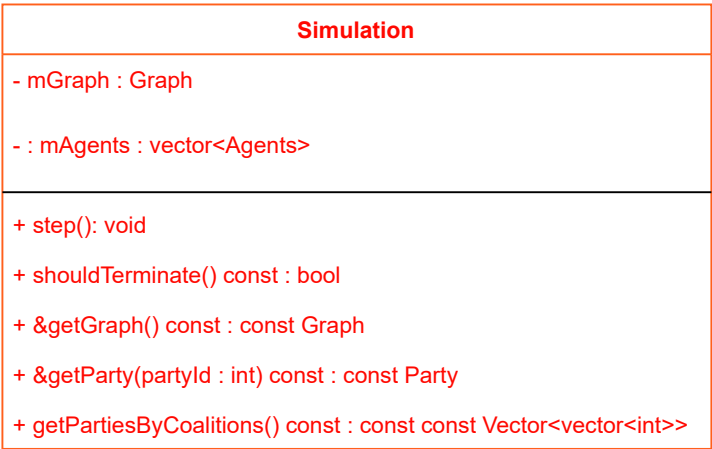 Simulation
- mGraph : Graph
- : mAgents : vector<Agents>
+ step(): void
+ shouldTerminate() const : bool
+ &getGraph() const : const Graph
+ &getParty(partyId : int) const : const Party
+ getPartiesByCoalitions() const : const const Vector<vector<int>>